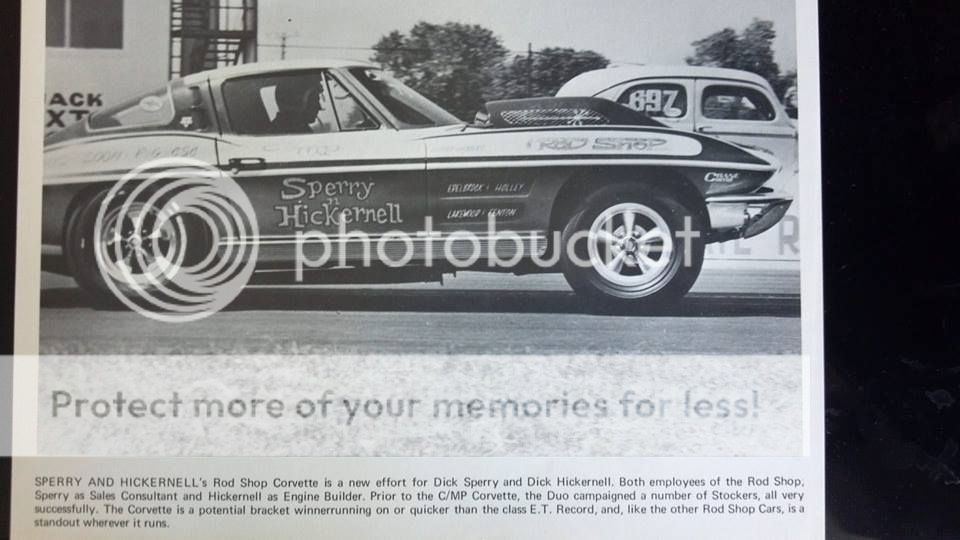 ACK
XT
697
ROD SHOP
CRANE
Sperry
n
Hickernell
EDELBROCK : HOLLEY
LAKEWOOD : FENTON
photobucket
E R
Protect more of your memories for less!
SPERRY AND HICKERNELL's Rod Shop Corvette is a new effort for Dick Sperry and Dick Hickernell. Both employees of the Rod Shop,
Sperry as Sales Consultant and Hickernell as Engine Builder. Prior to the C/MP Corvette, the Duo campaigned a number of Stockers, all very
successfully. The Corvette is a potential bracket winnerrunning on or quicker than the class E.T. Record, and, like the other Rod Shop Cars, is a
standout wherever it runs.